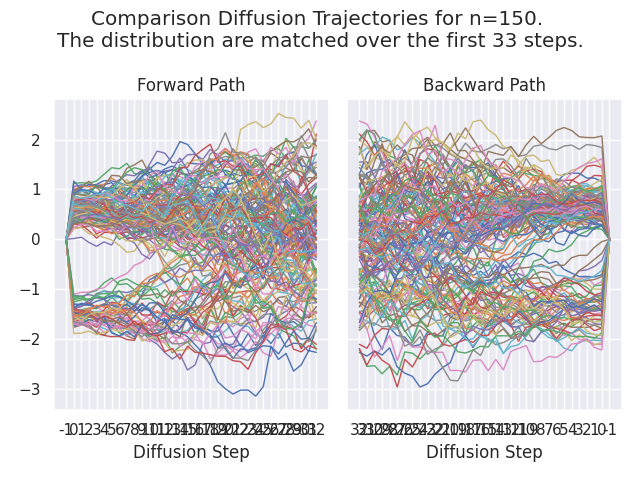 Comparison Diffusion Trajectories for n=150.
The distribution are matched over the first 33 steps.
Forward Path
Backward Path
2
1
0
−1
−2
−3
Diffusion Step
Diffusion Step